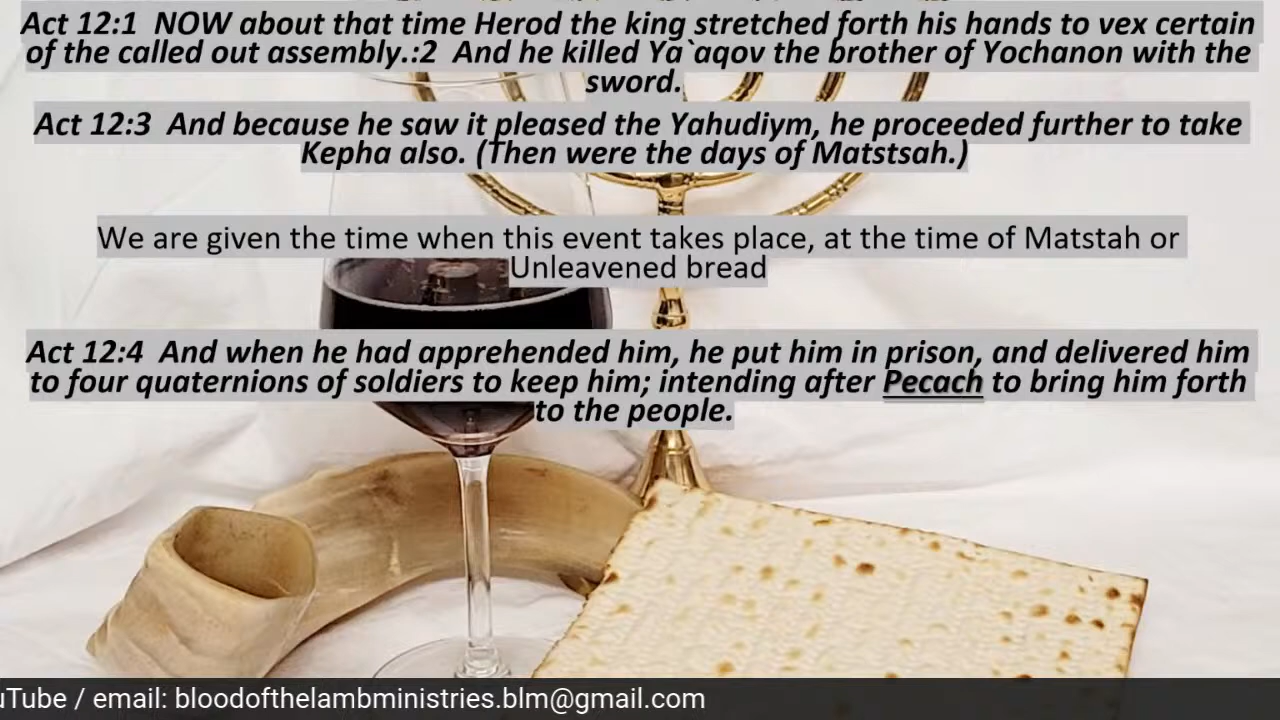 Act 12:1 NOW about that time Herod the king stretched forth his hands to vex certain
of the called out assembly.:2 And he killed Ya`aqov the brother of Yochanon with the
sword.
Act 12:3 And because he saw it pleased the Yahudiym, he proceeded further to take
Kepha also. (Then were the days of Matstsah.)
We are given the time when this event takes place, at the time of Matstah or
Unleavened bread
Act 12:4 And when he had apprehended him, he put him in prison, and delivered him
to four quaternions of soldiers to keep him; intending after Pecach to bring him forth
to the people.
uTube / email: bloodofthelambministries.blm@gmail.com